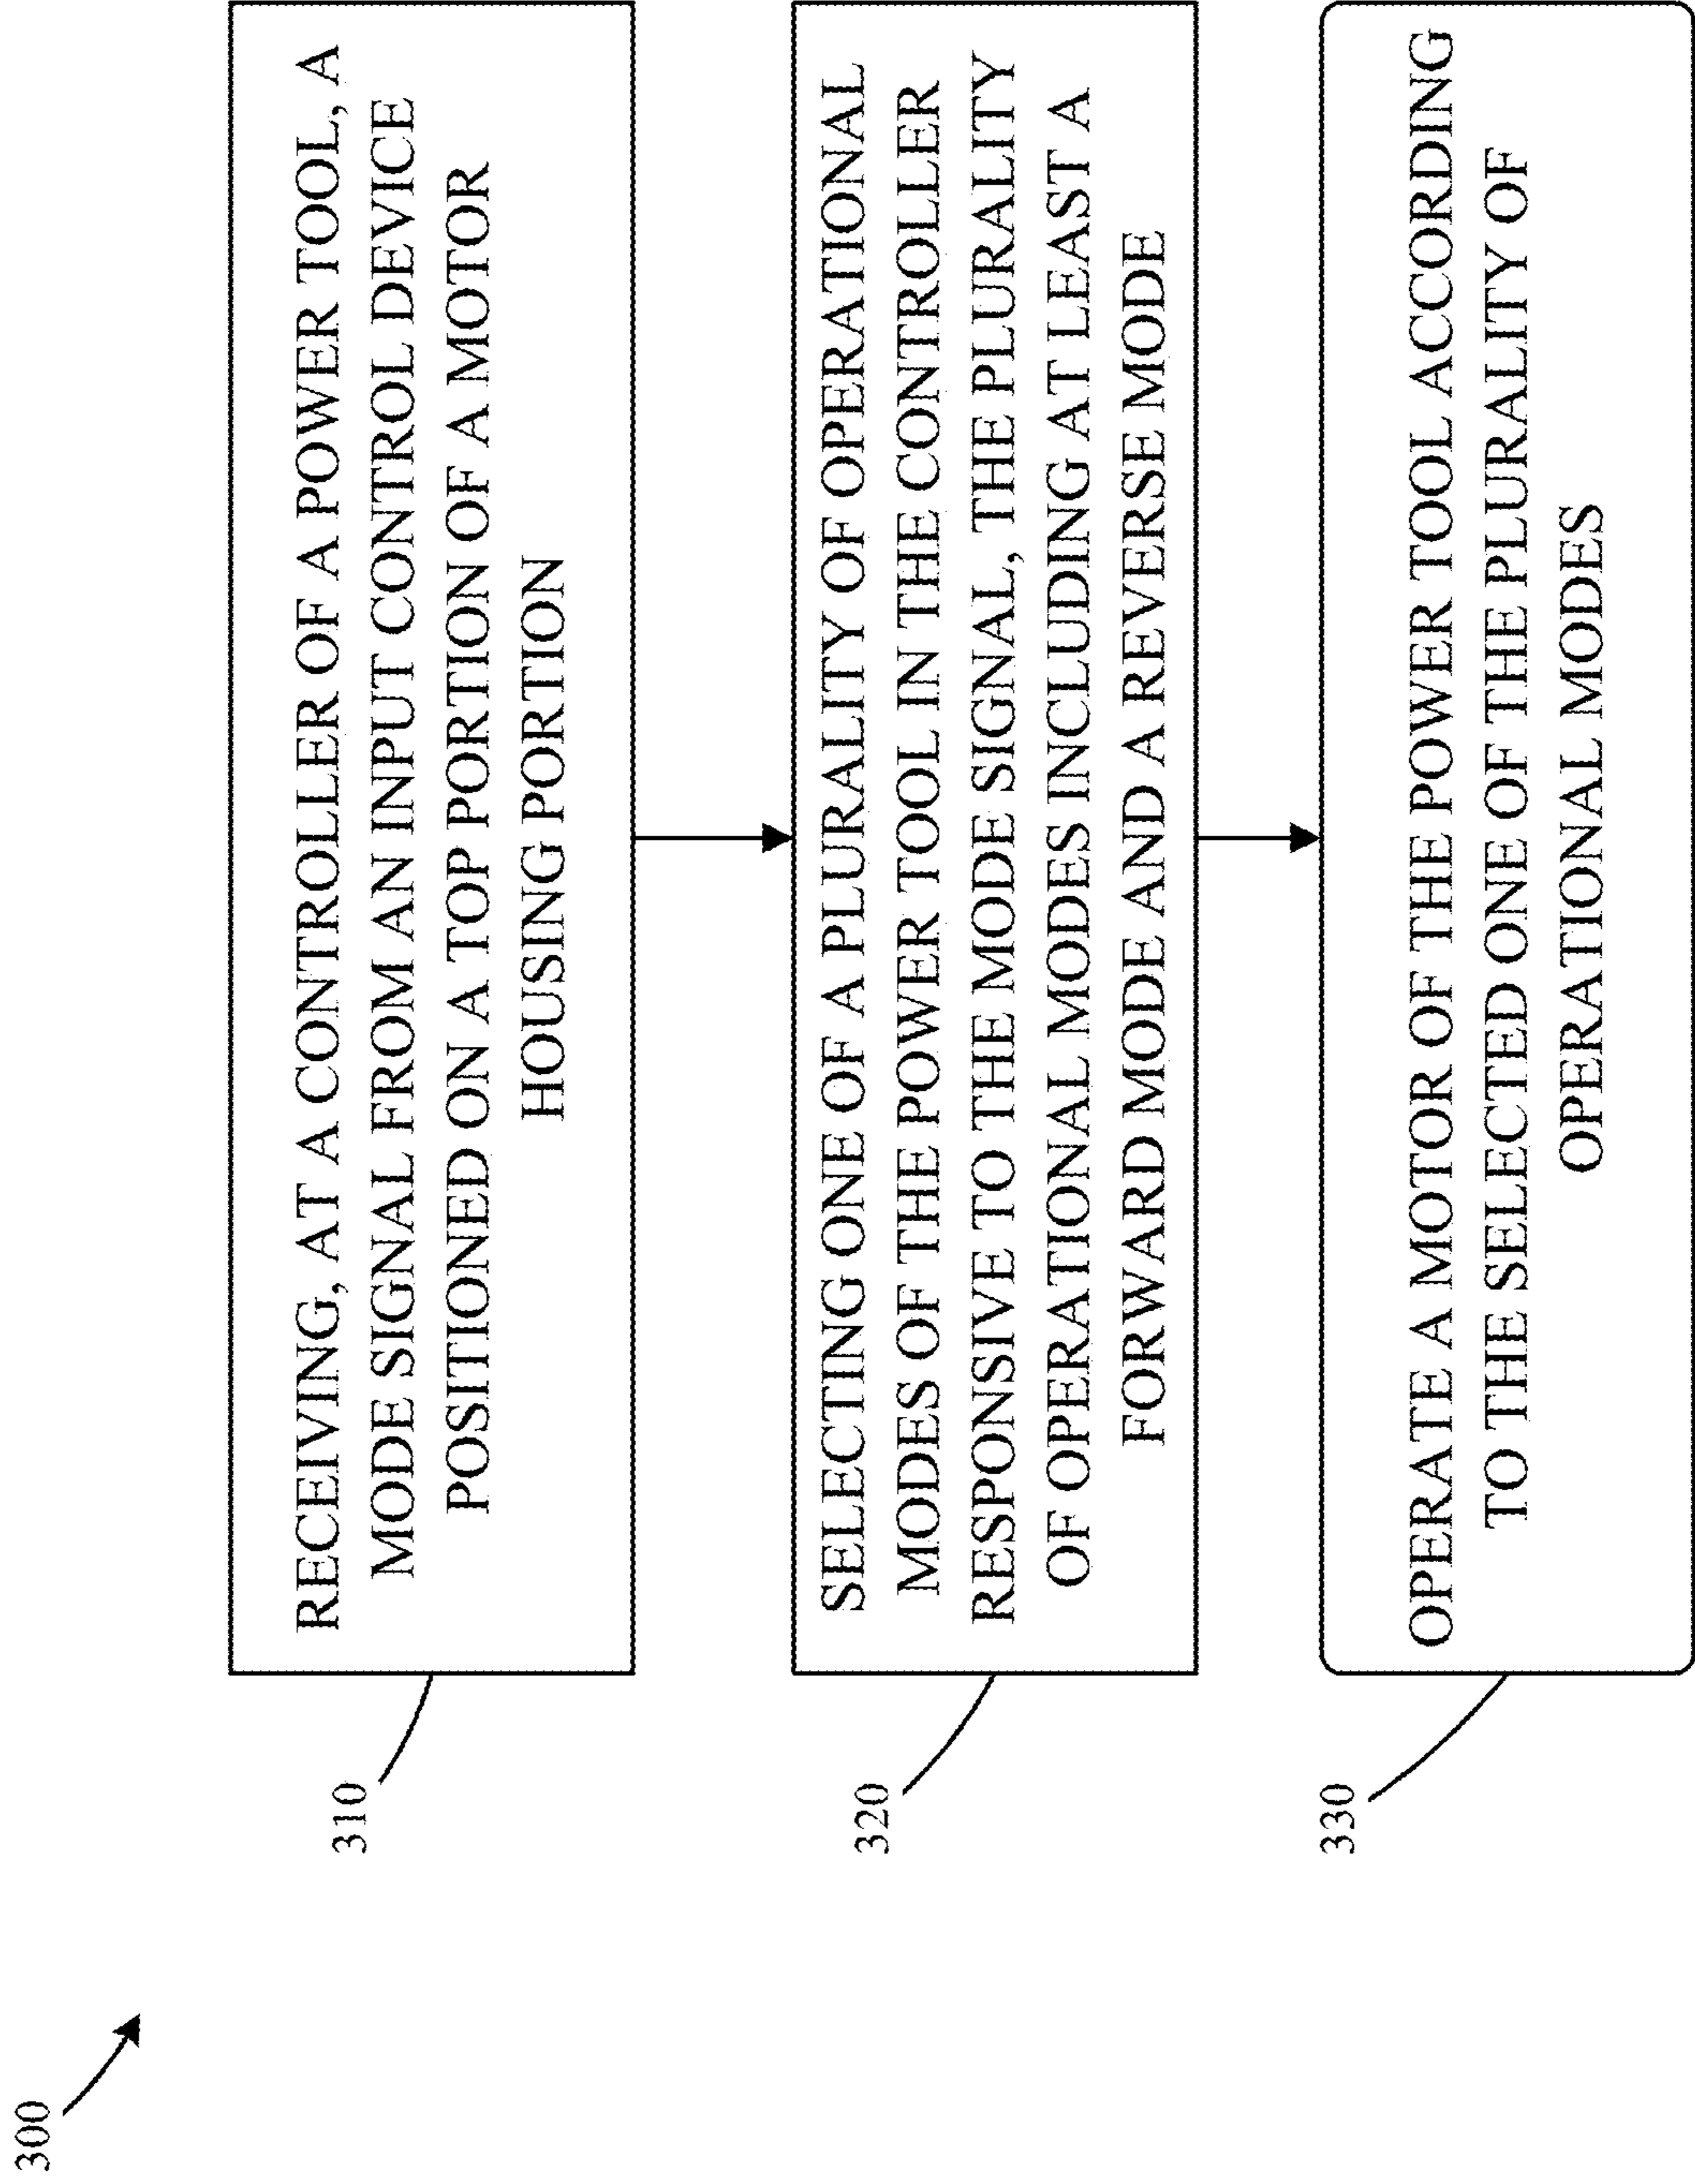 300
310
RECEIVING, AT A CONTROLLER OF A POWER TOOL, A
MODE SIGNAL FROM AN INPUT CONTROL DEVICE
POSITIONED ON A TOP PORTION OF A MOTOR
HOUSING PORTION
320
SELECTING ONE OF A PLURALITY OF OPERATIONAL
MODES OF THE POWER TOOL IN THE CONTROLLER
RESPONSIVE TO THE MODE SIGNAL, THE PLURALITY
OF OPERATIONAL MODES INCLUDING AT LEAST A
FORWARD MODE AND A REVERSE MODE
330
OPERATE A MOTOR OF THE POWER TOOL ACCORDING
TO THE SELECTED ONE OF THE PLURALITY OF
OPERATIONAL MODES